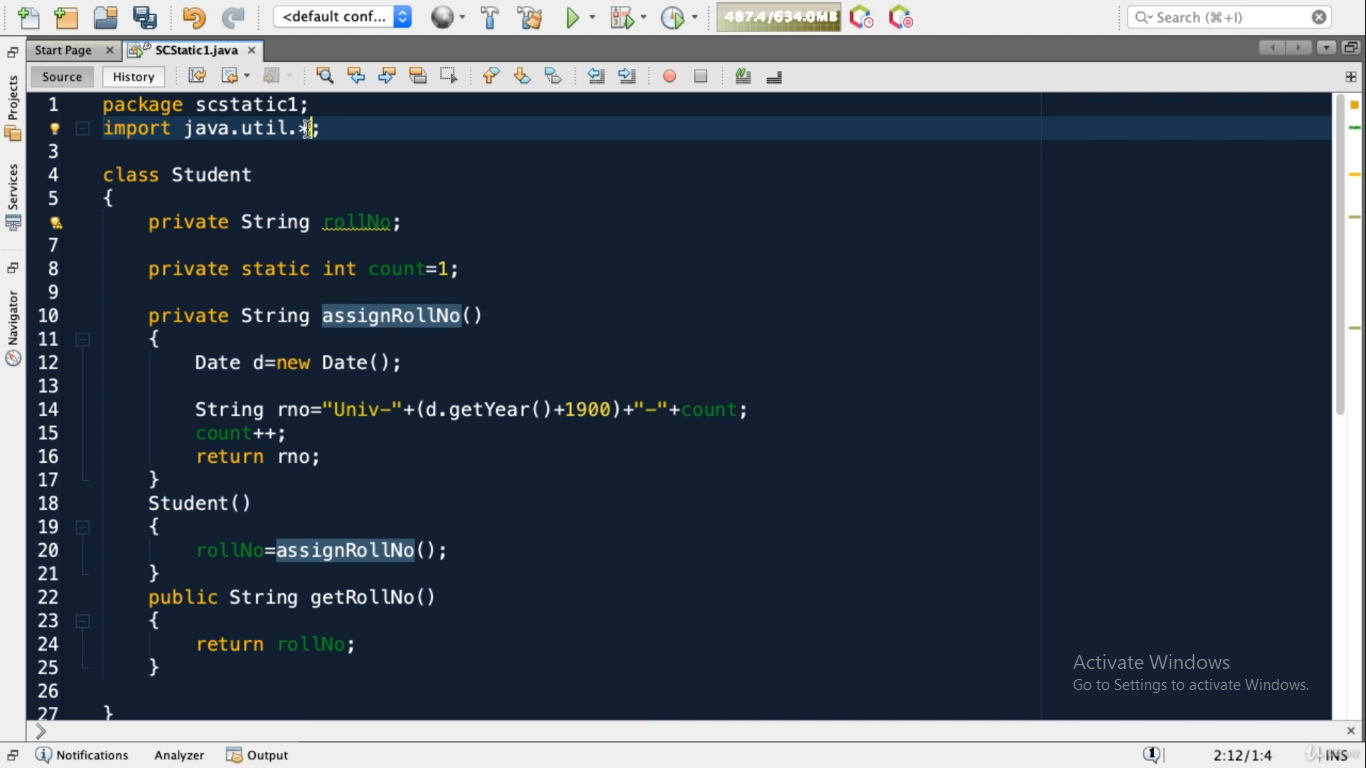 <default conf...
487.4/634.0MB
Search (⌘+I)
Start Page
SCStatic1.java
Source
History
Projects
Services
Navigator
1 package scstatic1;
import java.util.*;
3
4 class Student
5 {
private String rollNo;
7
8 private static int count=1;
9
10 private String assignRollNo()
11 {
12 Date d=new Date();
13
14 String rno="Univ-"+(d.getYear()+1900)+"-"+count;
15 count++;
16 return rno;
17 }
18 Student()
19 {
20 rollNo=assignRollNo();
21 }
22 public String getRollNo()
23 {
24 return rollNo;
25 }
26
27 }
Activate Windows
Go to Settings to activate Windows.
Notifications Analyzer Output
1 2:12/1:4 INS